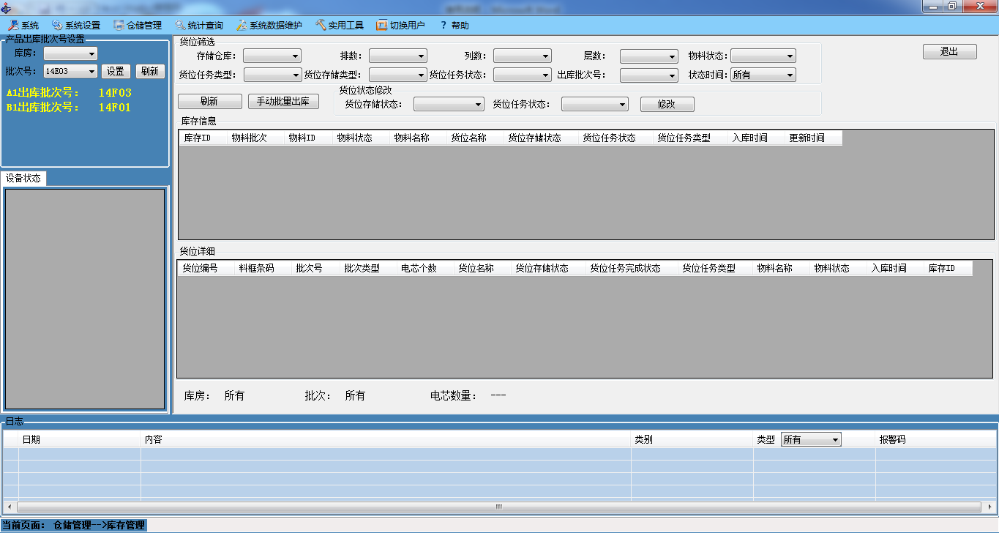 系统 系统设置 仓储管理 统计查询 系统数据维护 实用工具 切换用户 ? 帮助
产品出库批次号设置
库房：
批次号： 14E03 设置 刷新
A1出库批次号： 14F03
B1出库批次号： 14F01
设备状态
货位筛选
存储仓库： 排数： 列数： 层数： 物料状态： 退出
货位任务类型： 货位存储类型： 货位任务状态： 出库批次号： 状态时间： 所有
刷新 手动批量出库
货位状态修改
货位存储状态： 货位任务状态： 修改
库存信息
库存ID 物料批次 物料ID 物料状态 物料名称 货位名称 货位存储状态 货位任务状态 货位任务类型 入库时间 更新时间
货位详细
货位编号 料框条码 批次号 批次类型 电芯个数 货位名称 货位存储状态 货位任务完成状态 货位任务类型 物料名称 物料状态 入库时间 库存ID
库房： 所有 批次： 所有 电芯数量： ---
日志
日期 内容 类别 类型 所有 报警码
当前页面： 仓储管理-->库存管理